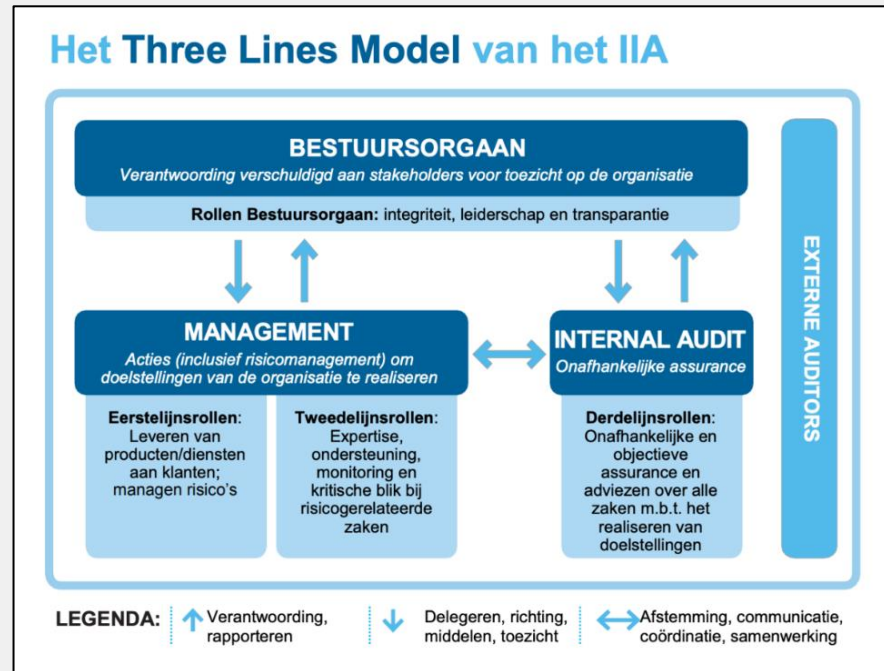 Het Three Lines Model van het IIA
BESTUURSORGAAN
Verantwoording verschuldigd aan stakeholders voor toezicht op de organisatie
Rollen Bestuursorgaan: integriteit, leiderschap en transparantie
MANAGEMENT
Acties (inclusief risicomanagement) om
doelstellingen van de organisatie te realiseren
Eerstelijnsrollen:
Leveren van
producten/diensten
aan klanten;
managen risico's
Tweedelijnsrollen:
Expertise,
ondersteuning,
monitoring en
kritische blik bij
risicogerelateerde
zaken
INTERNAL AUDIT
Onafhankelijke assurance
Derdelijnsrollen:
Onafhankelijke en
objectieve
assurance en
adviezen over alle
zaken m.b.t. het
realiseren van
doelstellingen
EXTERNE AUDITORS
LEGENDA:
Verantwoording,
rapporteren
Delegeren, richting,
middelen, toezicht
Afstemming, communicatie,
coördinatie, samenwerking